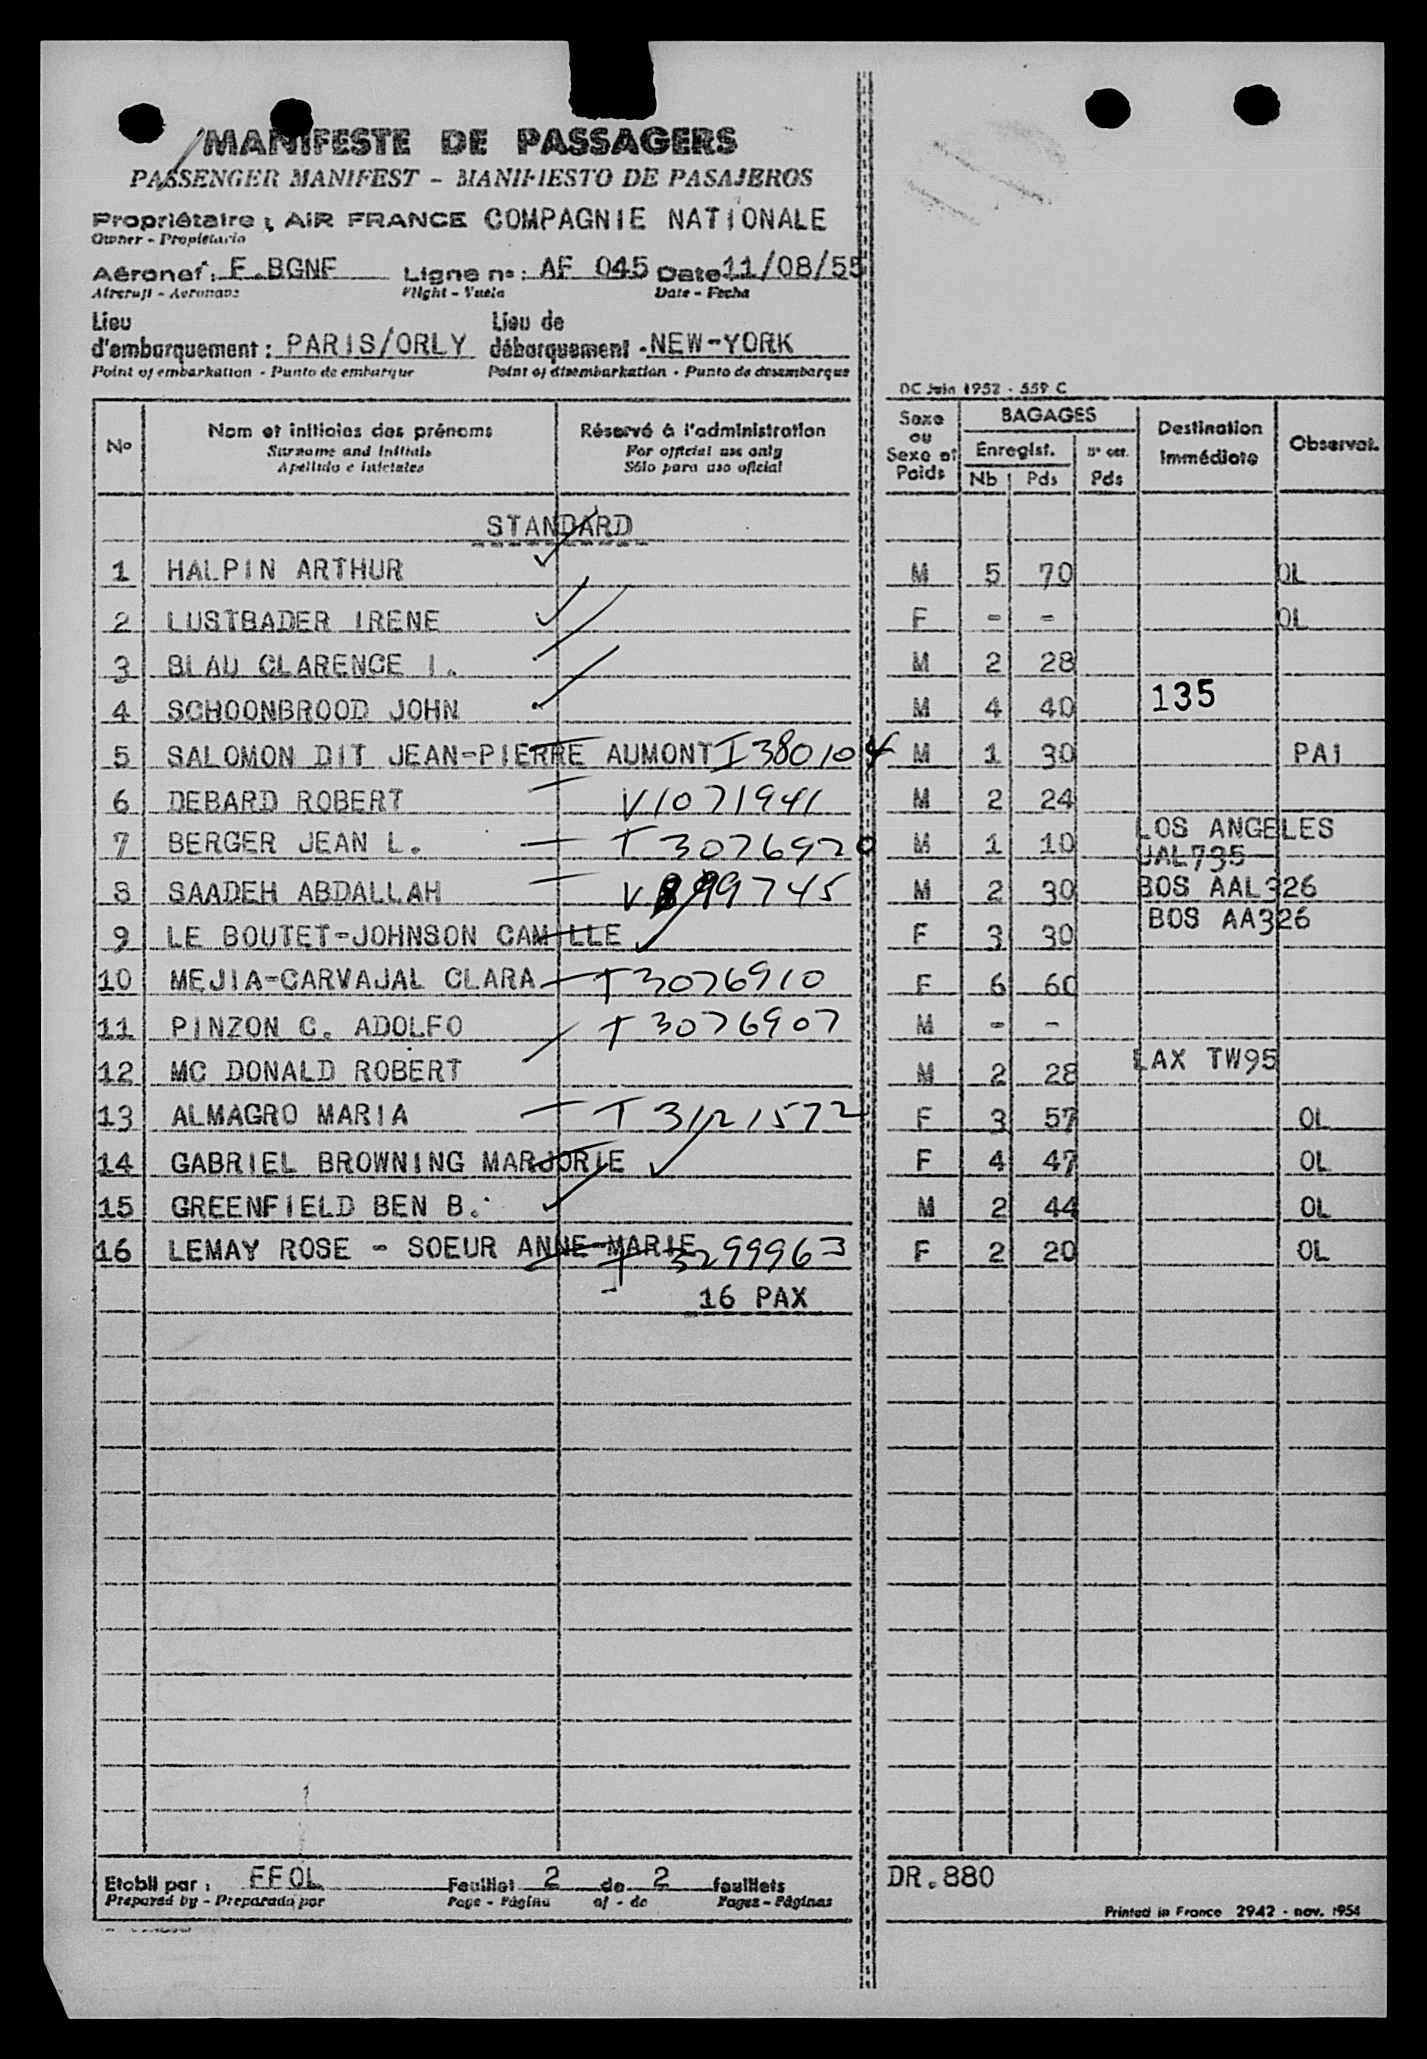 MANIFESTE DE PASSAGERS
PASSENGER MANIFEST - MANIFIESTO DE PASAJEROS
Propriétaire : AIR FRANCE COMPAGNIE NATIONALE
Owner - Propietario
Aéronef : F.BGNF Ligne n° : AF 045 Date 11/08/55
Aircraft - Aeronave Flight - Vuelo Date - Fecha
Lieu d'embarquement : PARIS/ORLY Lieu de débarquement - NEW-YORK
Point of embarkation - Punto de embarque Point of disembarkation - Punto de desembarque
DC Juin 1952 - 559 C
N° Nom et initiales des prénoms Réservé à l'administration Sexe ou Sexe et Poids BAGAGES Destination immédiate Observat.
Surname and Initials For official use only Enregist.
Apellido e iniciales Sólo para uso oficial Nb Pds Pds
STANDARD
1 HALPIN ARTHUR M 5 70 OL
2 LUSTBADER IRENE F - - OL
3 BLAU CLARENCE I. M 2 28
4 SCHOONBROOD JOHN M 4 40 135
5 SALOMON DIT JEAN-PIERRE AUMONT I380104 M 1 30 PAI
6 DEBARD ROBERT V1071941 M 2 24
7 BERGER JEAN L. T 3076920 M 1 10 LOS ANGELES
UAL735
8 SAADEH ABDALLAH V 899745 M 2 30 BOS AAL326
9 LE BOUTET-JOHNSON CAMILLE F 3 30 BOS AA326
10 MEJIA-CARVAJAL CLARA T3076910 F 6 60
11 PINZON C. ADOLFO T 3076907 M - -
12 MC DONALD ROBERT M 2 28 LAX TW95
13 ALMAGRO MARIA T 3121572 F 3 57 OL
14 GABRIEL BROWNING MARJORIE F 4 47 OL
15 GREENFIELD BEN B. M 2 44 OL
16 LEMAY ROSE - SOEUR ANNE-MARIE T 3299963 F 2 20 OL
16 PAX
Etabli par : FFOL Feuillet 2 de 2 feuillets DR.880
Prepared by - Preparado por Page - Página of - de Pages - Páginas
Printed in France 2942 - nov. 1954